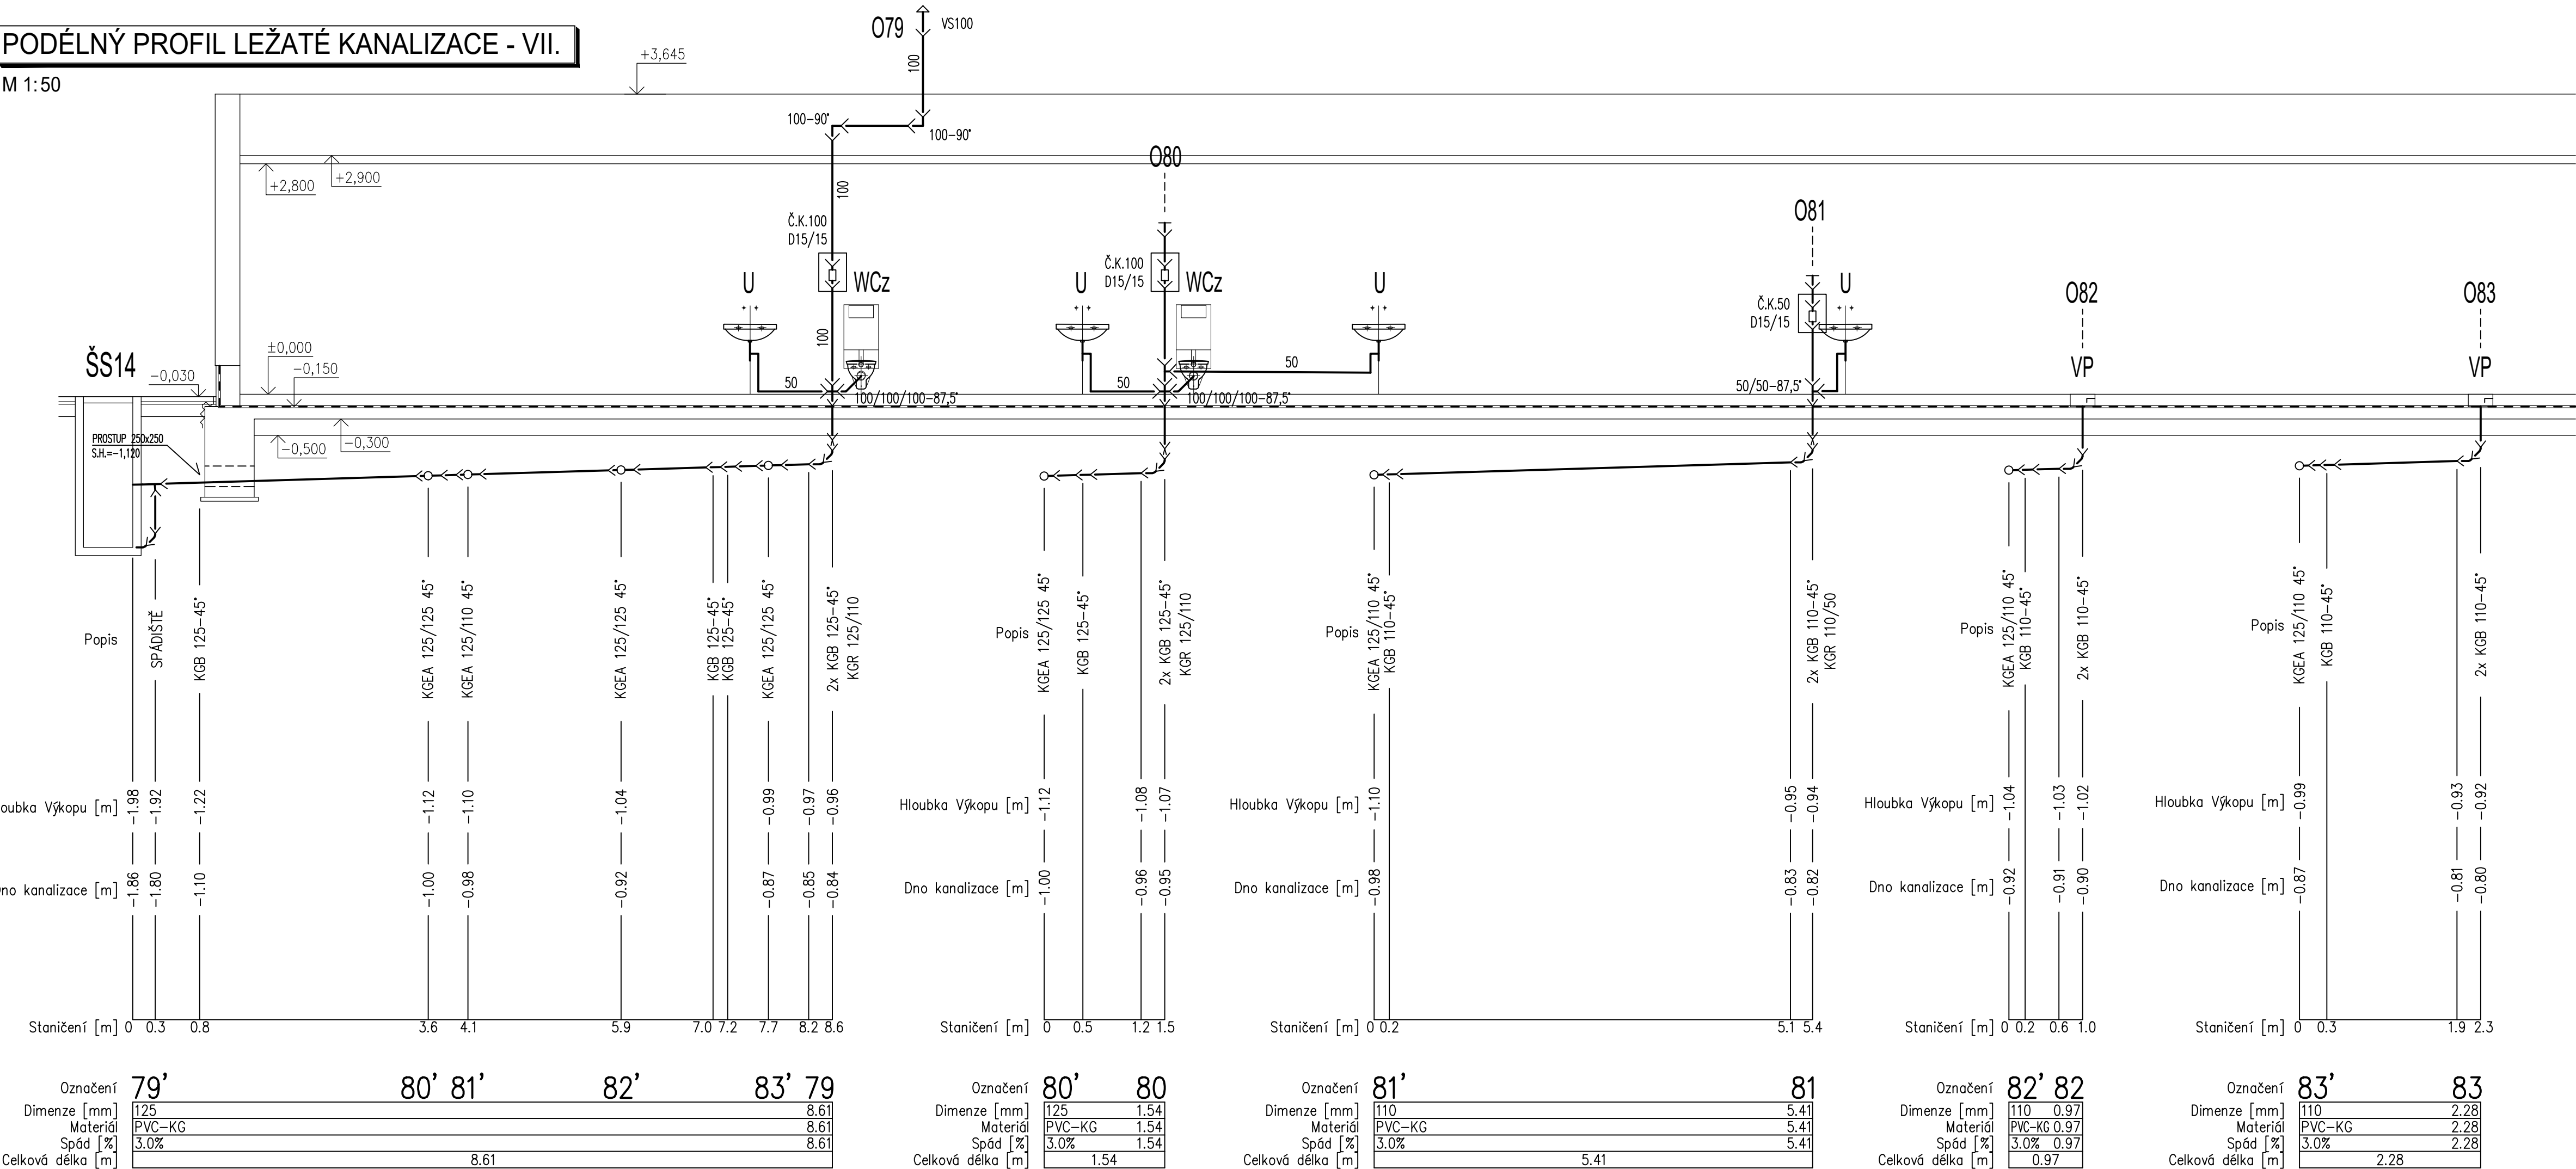 PODÉLNÝ PROFIL LEŽATÉ KANALIZACE - VII.
M 1:50
O79
VS100
100
+3,645
100-90°
100-90°
+2,800
+2,900
100
Č.K.100
D15/15
U
WCz
100
50
100/100/100-87,5°
O80
Č.K.100
D15/15
U
WCz
U
50
50
100/100/100-87,5°
O81
Č.K.50
D15/15
U
50/50-87,5°
O82
VP
O83
VP
ŠS14
-0,030
±0,000
-0,150
PROSTUP 250x250
S.H.=-1,120
-0,500
-0,300
Popis
SPÁDIŠTĚ
KGB 125-45°
KGEA 125/125 45°
KGEA 125/110 45°
KGEA 125/125 45°
KGB 125-45°
KGB 125-45°
KGEA 125/125 45°
2x KGB 125-45°
KGR 125/110
Popis
KGEA 125/125 45°
KGB 125-45°
2x KGB 125-45°
KGR 125/110
Popis
KGEA 125/110 45°
KGB 110-45°
2x KGB 110-45°
KGR 110/50
Popis
KGEA 125/110 45°
KGB 110-45°
2x KGB 110-45°
Popis
KGEA 125/110 45°
KGB 110-45°
2x KGB 110-45°
loubka Výkopu [m] -1.98 -1.92 -1.22 -1.12 -1.10 -1.04 -0.99 -0.97 -0.96
Hloubka Výkopu [m] -1.12 -1.08 -1.07
Hloubka Výkopu [m] -1.10 -0.95 -0.94
Hloubka Výkopu [m] -1.04 -1.03 -1.02
Hloubka Výkopu [m] -0.99 -0.93 -0.92
no kanalizace [m] -1.86 -1.80 -1.10 -1.00 -0.98 -0.92 -0.87 -0.85 -0.84
Dno kanalizace [m] -1.00 -0.96 -0.95
Dno kanalizace [m] -0.98 -0.83 -0.82
Dno kanalizace [m] -0.92 -0.91 -0.90
Dno kanalizace [m] -0.87 -0.81 -0.80
Staničení [m] 0 0.3 0.8 3.6 4.1 5.9 7.0 7.2 7.7 8.2 8.6
Staničení [m] 0 0.5 1.2 1.5
Staničení [m] 0 0.2 5.1 5.4
Staničení [m] 0 0.2 0.6 1.0
Staničení [m] 0 0.3 1.9 2.3
Označení 79' 80' 81' 82' 83' 79
Dimenze [mm] 125 8.61
Materiál PVC-KG 8.61
Spád [%] 3.0% 8.61
Celková délka [m] 8.61
Označení 80' 80
Dimenze [mm] 125 1.54
Materiál PVC-KG 1.54
Spád [%] 3.0% 1.54
Celková délka [m] 1.54
Označení 81' 81
Dimenze [mm] 110 5.41
Materiál PVC-KG 5.41
Spád [%] 3.0% 5.41
Celková délka [m] 5.41
Označení 82' 82
Dimenze [mm] 110 0.97
Materiál PVC-KG 0.97
Spád [%] 3.0% 0.97
Celková délka [m] 0.97
Označení 83' 83
Dimenze [mm] 110 2.28
Materiál PVC-KG 2.28
Spád [%] 3.0% 2.28
Celková délka [m] 2.28